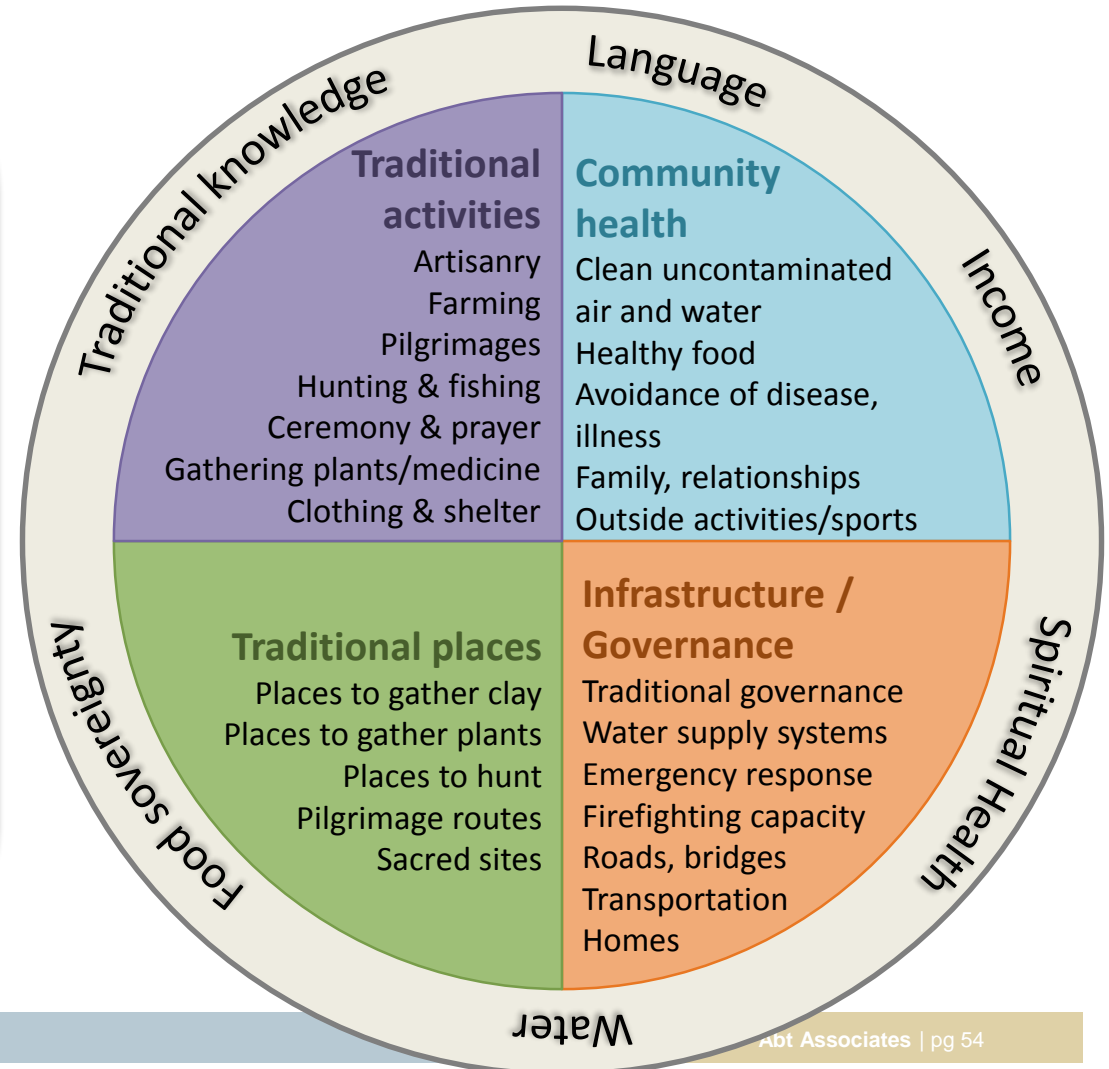 Traditional knowledge
Language
Income
Spiritual Health
Water
Food sovereignty
Traditional
activities
Artisanry
Farming
Pilgrimages
Hunting & fishing
Ceremony & prayer
Gathering plants/medicine
Clothing & shelter
Community
health
Clean uncontaminated
air and water
Healthy food
Avoidance of disease,
illness
Family, relationships
Outside activities/sports
Traditional places
Places to gather clay
Places to gather plants
Places to hunt
Pilgrimage routes
Sacred sites
Infrastructure /
Governance
Traditional governance
Water supply systems
Emergency response
Firefighting capacity
Roads, bridges
Transportation
Homes
Abt Associates | pg 54